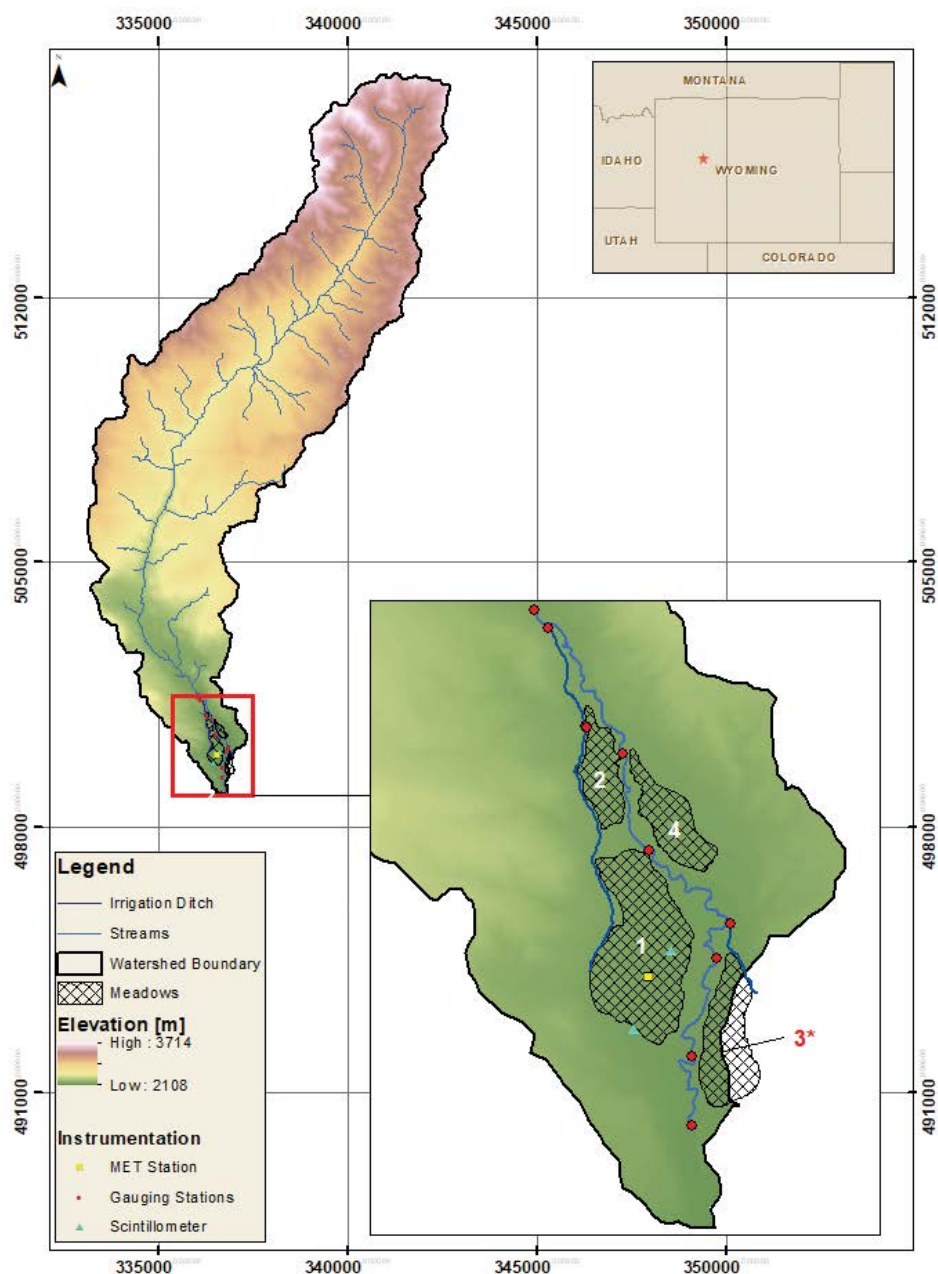 335000 340000 345000 350000
N
MONTANA
IDAHO
WYOMING
UTAH
COLORADO
512000 512000
505000 505000
498000 498000
491000 491000
2
4
1
3*
Legend
Irrigation Ditch
Streams
Watershed Boundary
Meadows
Elevation [m]
High : 3714
Low : 2108
Instrumentation
MET Station
Gauging Stations
Scintillometer
335000 340000 345000 350000